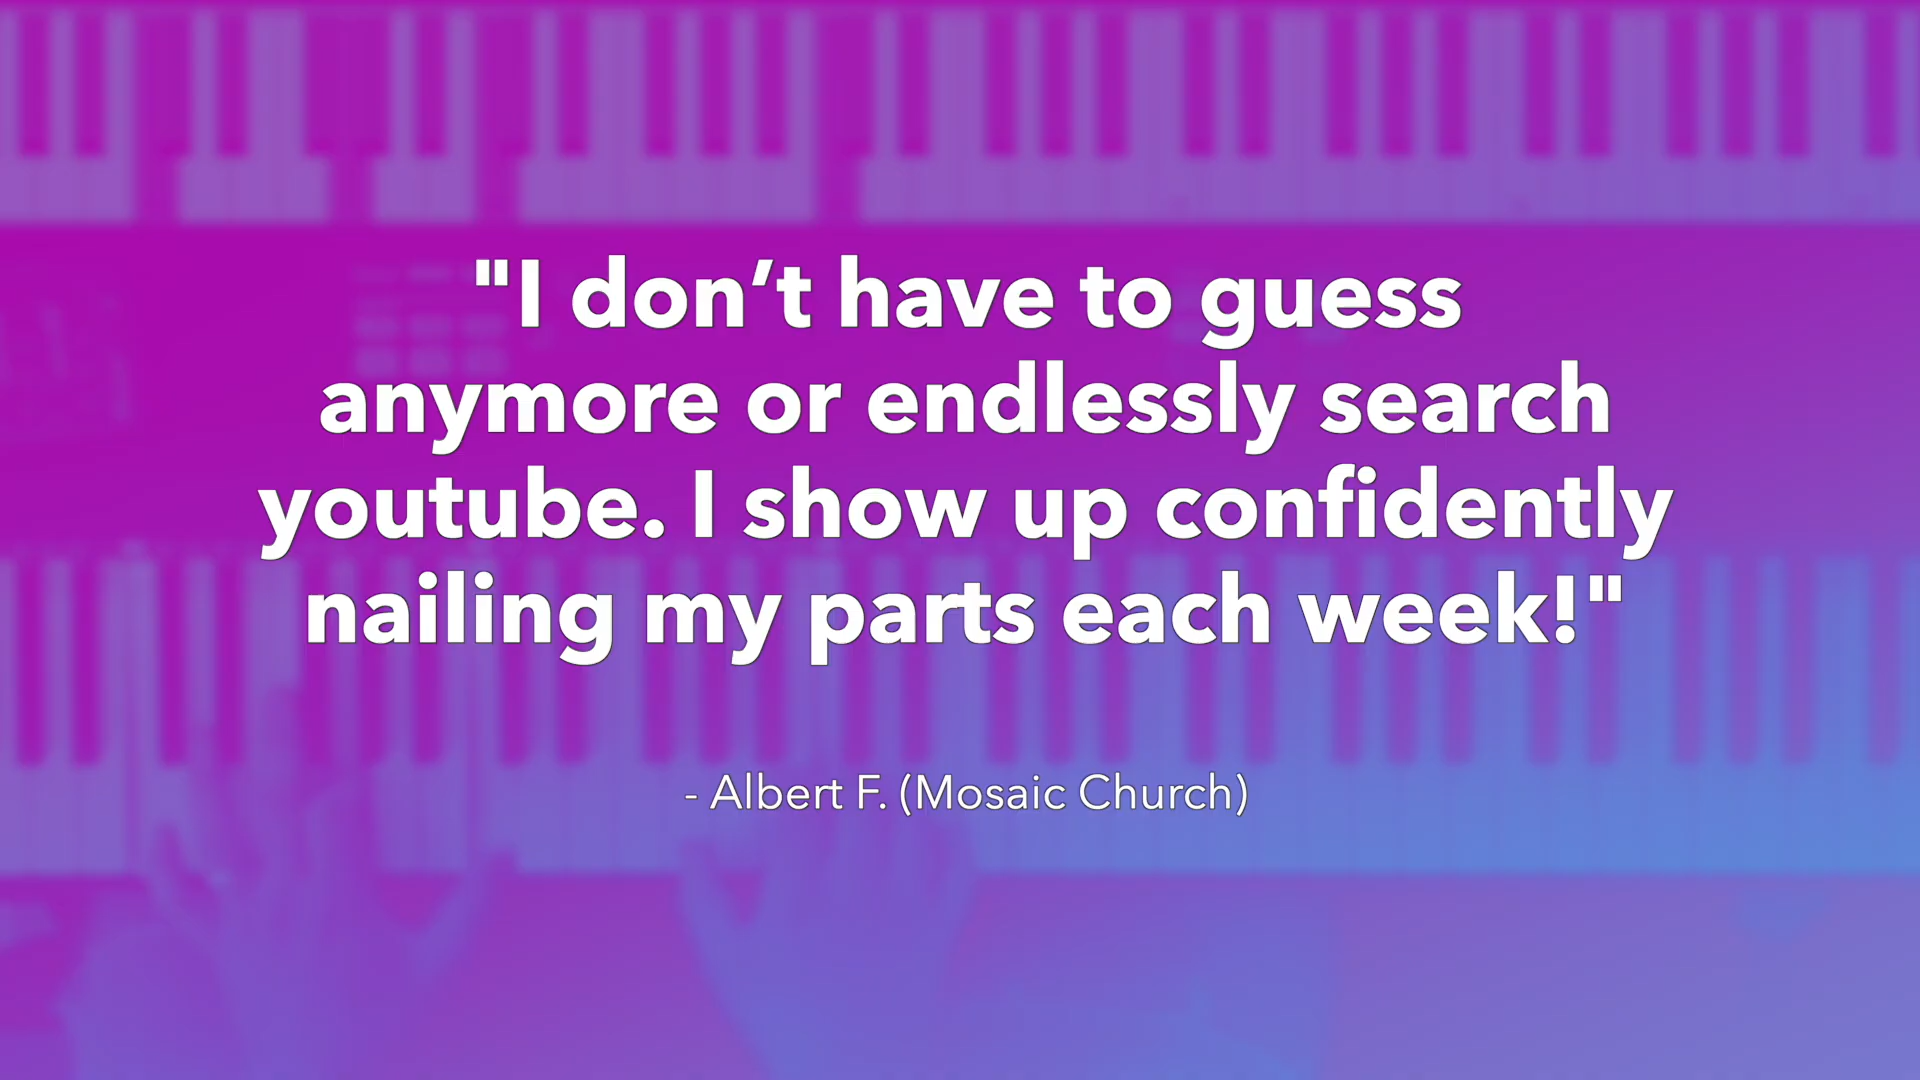 "I don’t have to guess
anymore or endlessly search
youtube. I show up confidently
nailing my parts each week!"
- Albert F. (Mosaic Church)